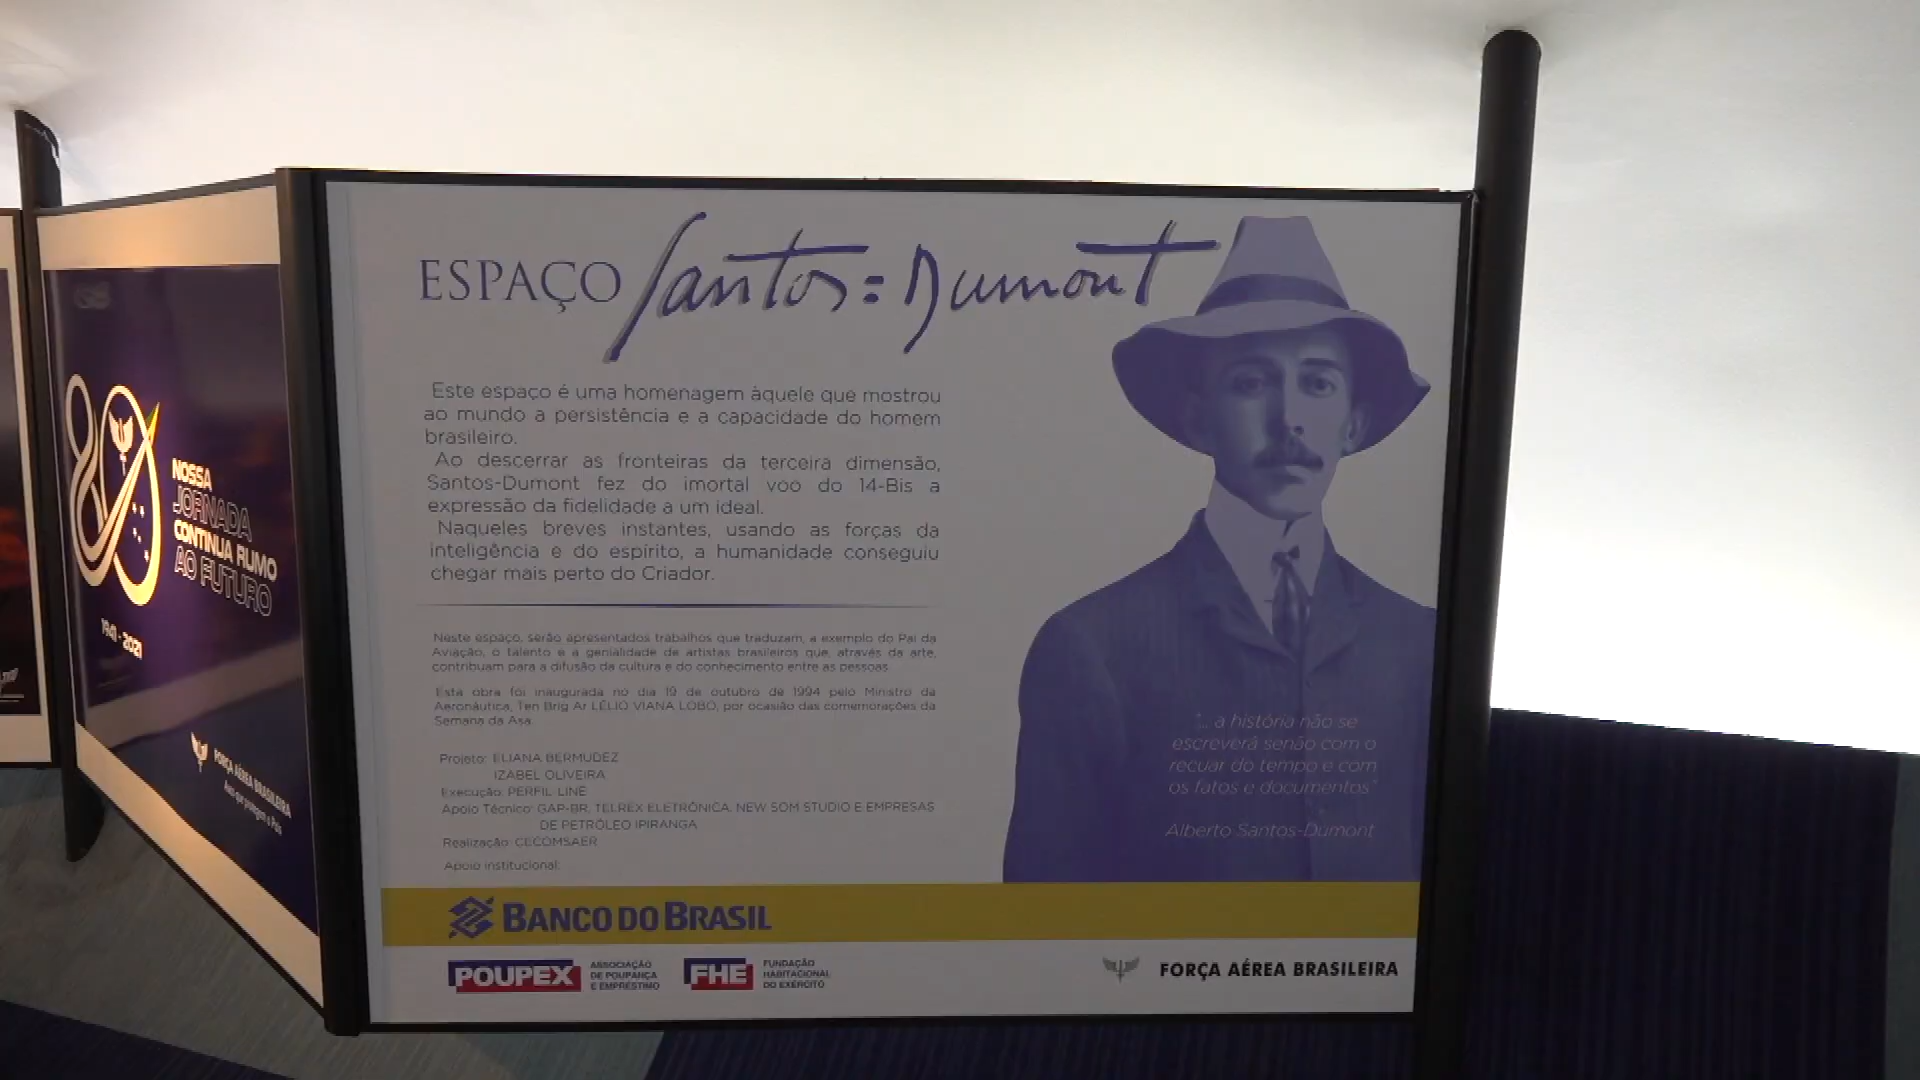 ESPAÇO Santos=Dumont
Este espaço é uma homenagem àquele que mostrou
ao mundo a persistência e a capacidade do homem
brasileiro.
Ao descerrar as fronteiras da terceira dimensão,
Santos-Dumont fez do imortal voo do 14-Bis a
expressão da fidelidade a um ideal.
Naqueles breves instantes, usando as forças da
inteligência e do espírito, a humanidade conseguiu
chegar mais perto do Criador.
Neste espaço, serão apresentados trabalhos que traduzam, a exemplo do Pai da
Aviação, o talento e a genialidade de artistas brasileiros que, através da arte,
contribuam para a difusão da cultura e do conhecimento entre as pessoas.
Esta obra foi inaugurada no dia 19 de outubro de 1994 pelo Ministro da
Aeronáutica, Ten Brig Ar LÉLIO VIANA LOBO, por ocasião das comemorações da
Semana da Asa.
Projeto: ELIANA BERMUDEZ
IZABEL OLIVEIRA
Execução: PERFIL LINE
Apoio Técnico: GAP-BR, TELREX ELETRÔNICA, NEW SOM STUDIO E EMPRESAS
DE PETRÓLEO IPIRANGA
Realização: CECOMSAER
Apoio institucional:
"... a história não se
escreverá senão com o
recuar do tempo e com
os fatos e documentos"
Alberto Santos-Dumont
BANCO DO BRASIL
POUPEX
ASSOCIAÇÃO
DE POUPANÇA
E EMPRÉSTIMO
FHE
FUNDAÇÃO
HABITACIONAL
DO EXÉRCITO
FORÇA AÉREA BRASILEIRA
80
NOSSA
JORNADA
CONTINUA RUMO
AO FUTURO
1941 - 2021
FORÇA AÉREA BRASILEIRA
Asas que protegem o País